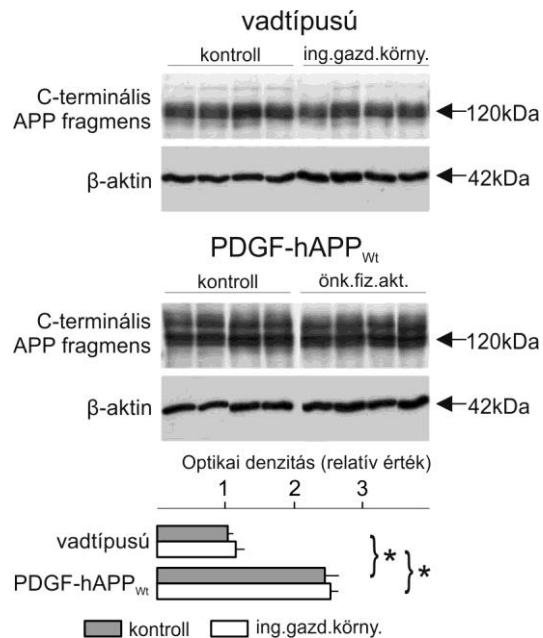 vadtípusú
kontroll ing.gazd.körny.
C-terminális
APP fragmens
120kDa
β-aktin
42kDa
PDGF-hAPPWt
kontroll önk.fiz.akt.
C-terminális
APP fragmens
120kDa
β-aktin
42kDa
Optikai denzitás (relatív érték)
1 2 3
vadtípusú
*
PDGF-hAPPWt
*
kontroll ing.gazd.körny.